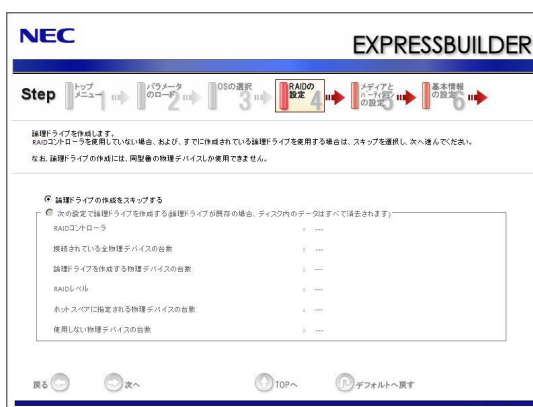 NEC
EXPRESSBUILDER
Step
トップ
メニュー 1
パラメータ
のロード 2
OSの選択
3
RAIDの
設定 4
メディアと
パーティション
の設定 5
基本情報
の設定 6
論理ドライブを作成します。
RAIDコントローラを使用していない場合、および、すでに作成されている論理ドライブを使用する場合は、スキップを選択し、次へ進んでください。
なお、論理ドライブの作成には、同型番の物理デバイスしか使用できません。
論理ドライブの作成をスキップする
次の設定で論理ドライブを作成する(論理ドライブが既存の場合、ディスク内のデータはすべて消去されます)
RAIDコントローラ : ---
接続されている全物理デバイスの台数 : ---
論理ドライブを作成する物理デバイスの台数 : ---
RAIDレベル : ---
ホットスペアに指定される物理デバイスの台数 : ---
使用しない物理デバイスの台数 : ---
戻る 次へ TOPへ デフォルトへ戻す